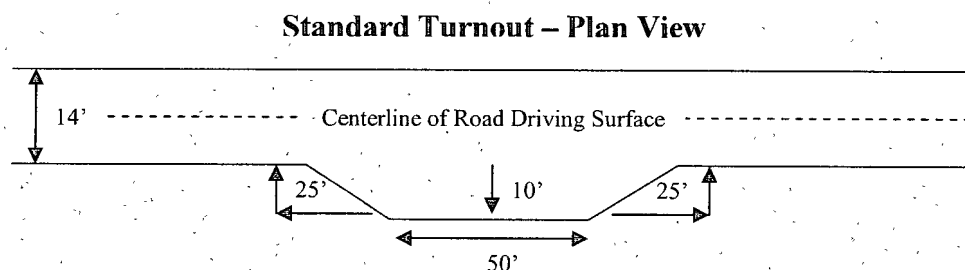 Standard Turnout – Plan View
14’
Centerline of Road Driving Surface
25’
10’
25’
50’